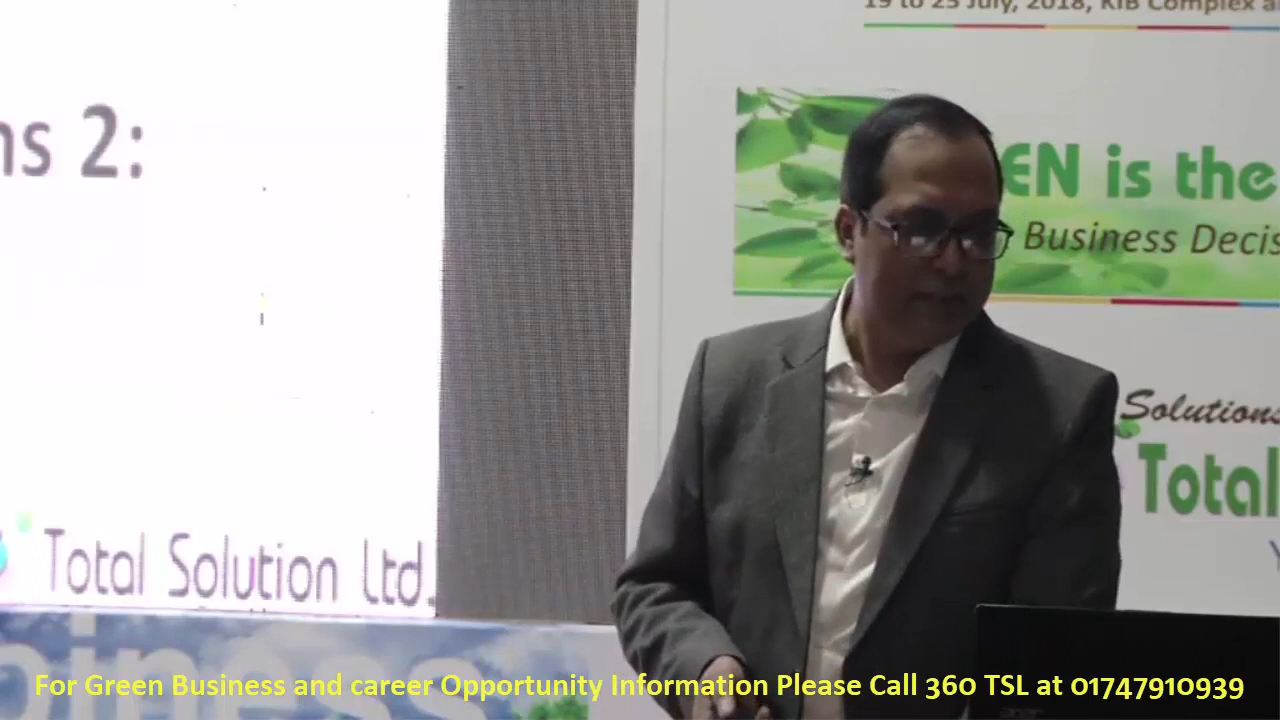 19 to 25 July, 2018, KIB Complex a
ns 2:
EN is the
Business Decis
Solutions
Total
Total Solution Ltd.
piness
For Green Business and career Opportunity Information Please Call 360 TSL at 01747910939